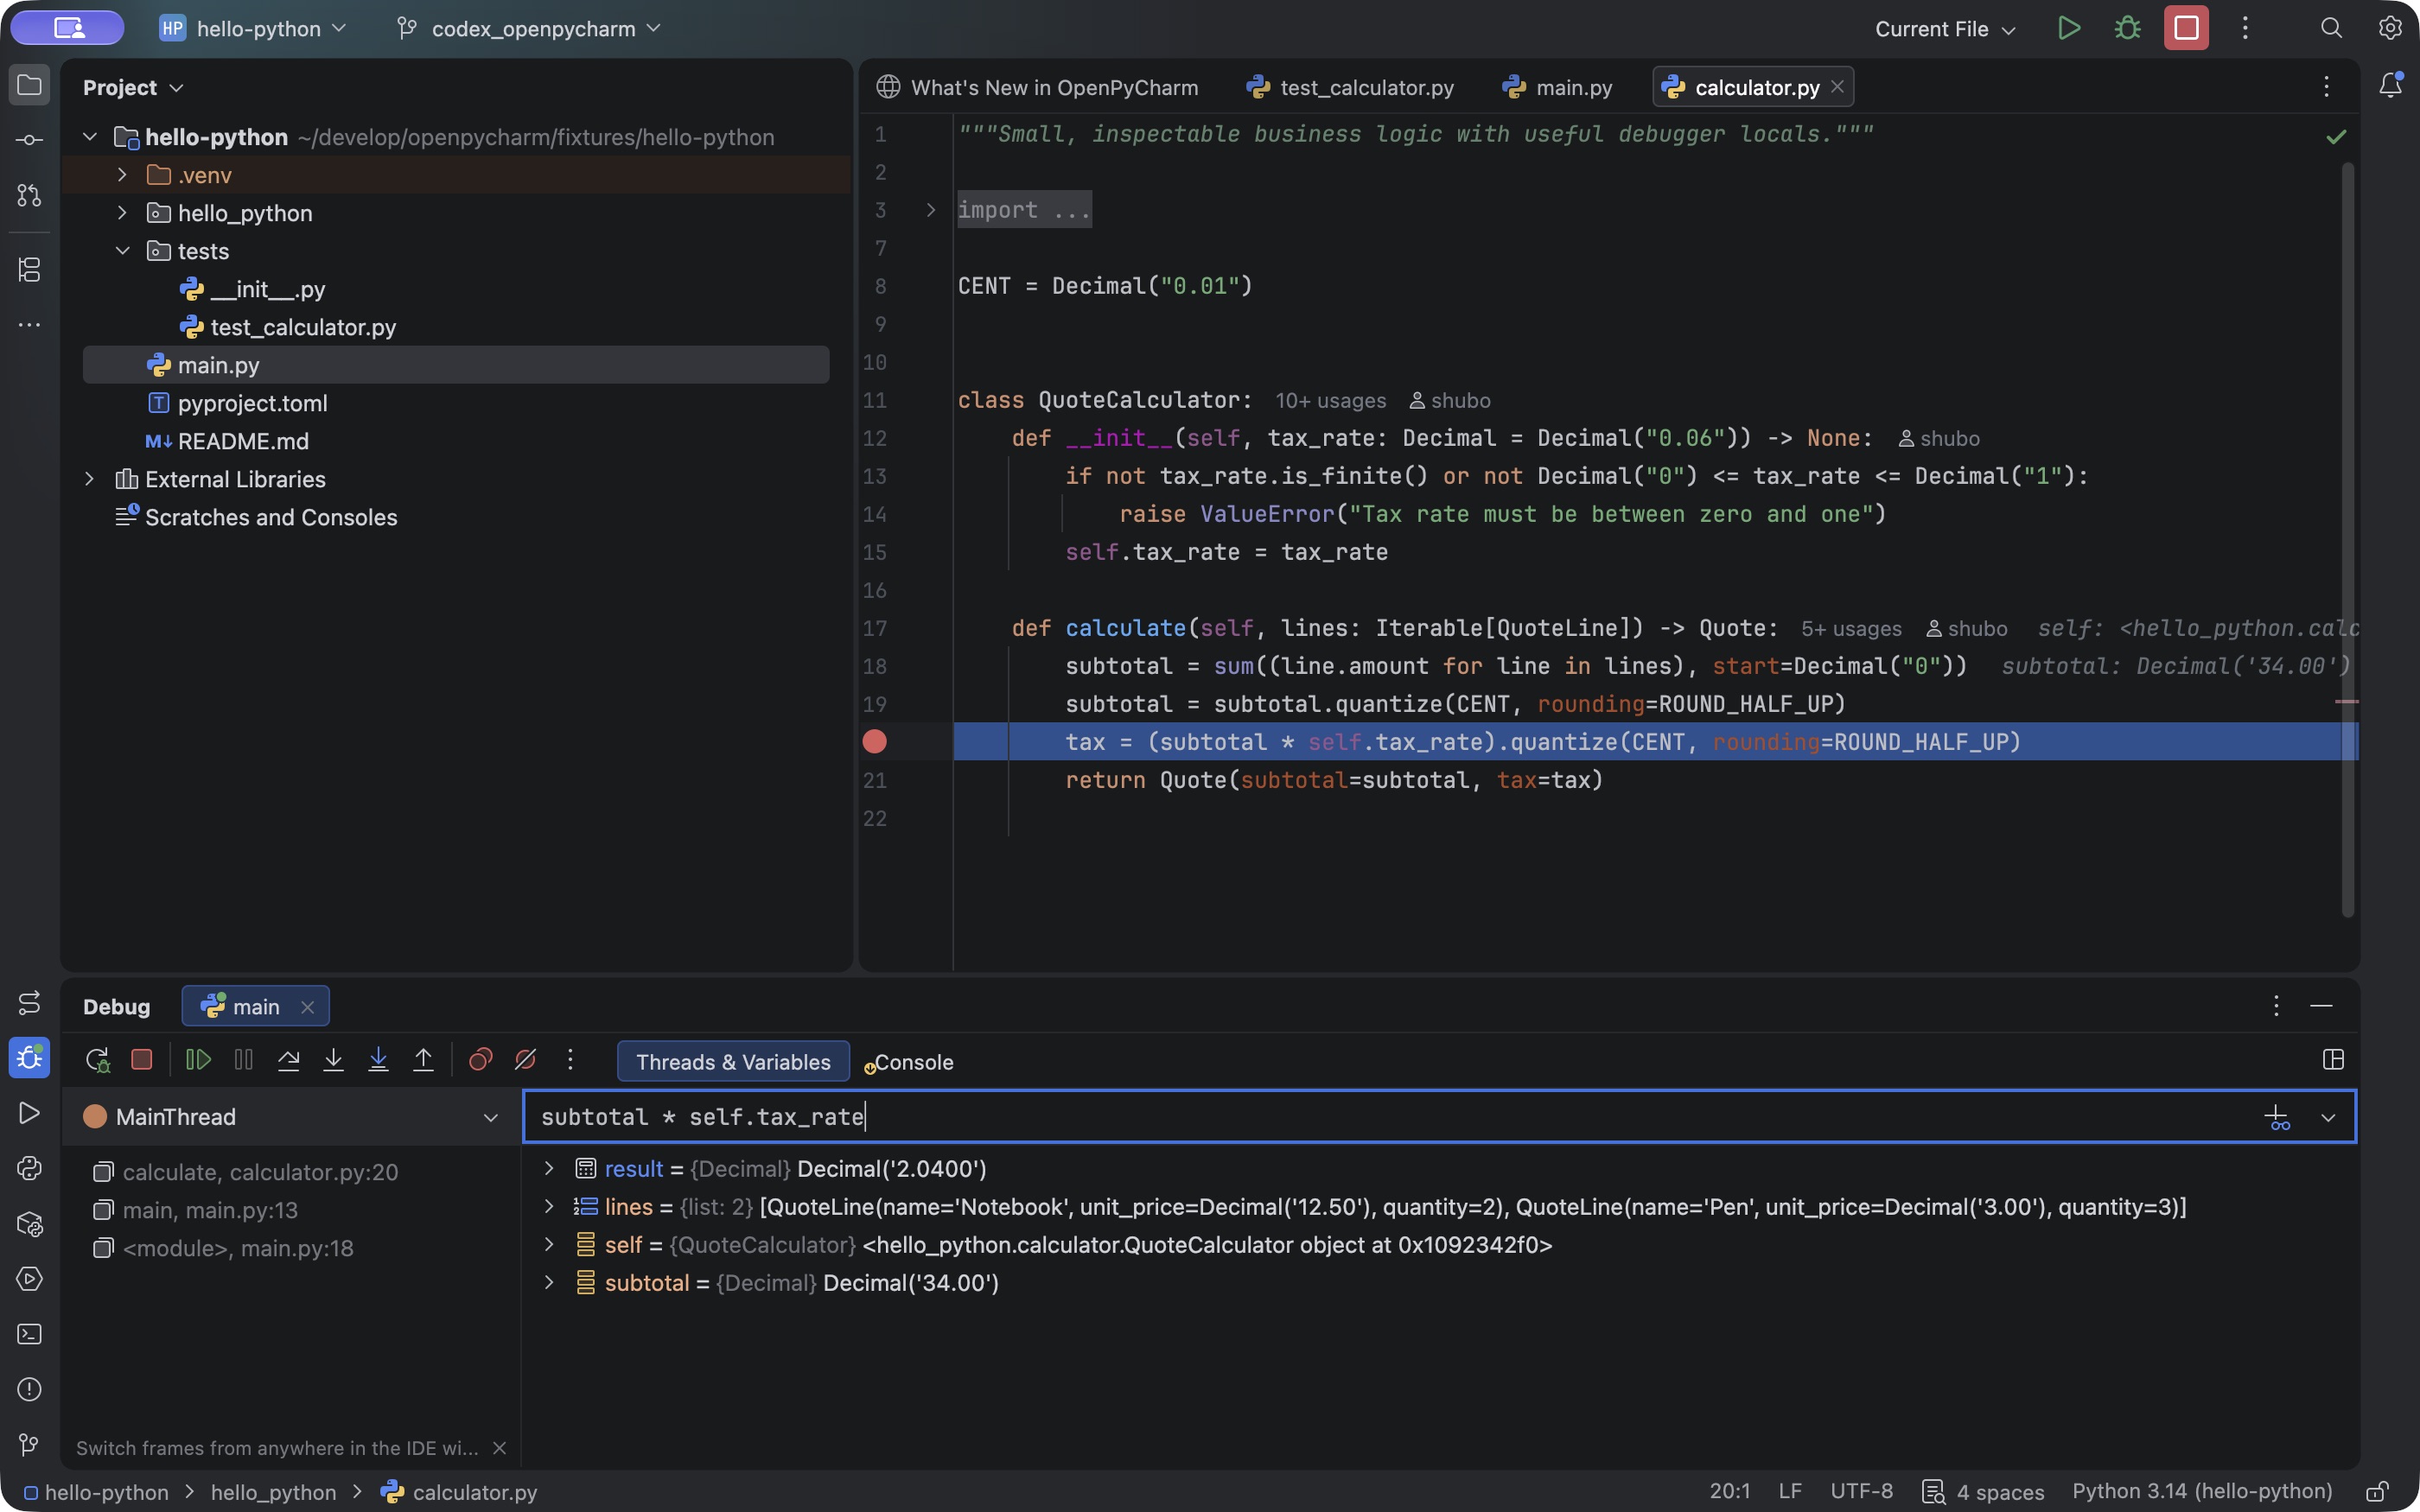 HP hello-python codex_openpycharm Current File
Project
hello-python ~/develop/openpycharm/fixtures/hello-python
.venv
hello_python
tests
__init__.py
test_calculator.py
main.py
T pyproject.toml
M↓ README.md
External Libraries
Scratches and Consoles
What's New in OpenPyCharm test_calculator.py main.py calculator.py
1 """Small, inspectable business logic with useful debugger locals."""
2
3 import ...
7
8 CENT = Decimal("0.01")
9
10
11 class QuoteCalculator: 10+ usages shubo
12 def __init__(self, tax_rate: Decimal = Decimal("0.06")) -> None: shubo
13 if not tax_rate.is_finite() or not Decimal("0") <= tax_rate <= Decimal("1"):
14 raise ValueError("Tax rate must be between zero and one")
15 self.tax_rate = tax_rate
16
17 def calculate(self, lines: Iterable[QuoteLine]) -> Quote: 5+ usages shubo self: <hello_python.calc
18 subtotal = sum((line.amount for line in lines), start=Decimal("0")) subtotal: Decimal('34.00')
19 subtotal = subtotal.quantize(CENT, rounding=ROUND_HALF_UP)
tax = (subtotal * self.tax_rate).quantize(CENT, rounding=ROUND_HALF_UP)
21 return Quote(subtotal=subtotal, tax=tax)
22
Debug main
Threads & Variables Console
MainThread
calculate, calculator.py:20
main, main.py:13
<module>, main.py:18
Switch frames from anywhere in the IDE wi...
subtotal * self.tax_rate
result = {Decimal} Decimal('2.0400')
lines = {list: 2} [QuoteLine(name='Notebook', unit_price=Decimal('12.50'), quantity=2), QuoteLine(name='Pen', unit_price=Decimal('3.00'), quantity=3)]
self = {QuoteCalculator} <hello_python.calculator.QuoteCalculator object at 0x1092342f0>
subtotal = {Decimal} Decimal('34.00')
hello-python > hello_python > calculator.py 20:1 LF UTF-8 4 spaces Python 3.14 (hello-python)